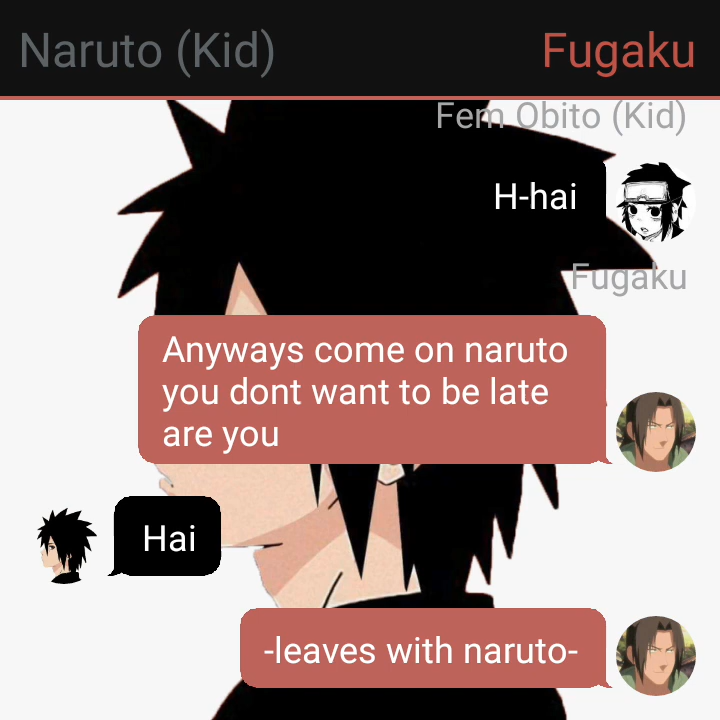 Naruto (Kid)
Fugaku
Fem Obito (Kid)
H-hai
Fugaku
Anyways come on naruto
you dont want to be late
are you
Hai
-leaves with naruto-